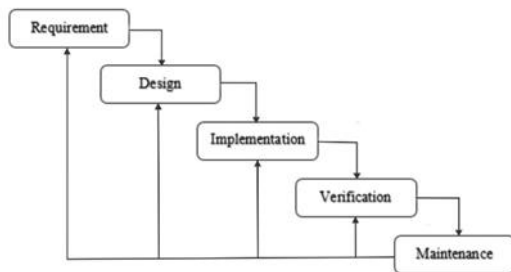 Requirement
Design
Implementation
Verification
Maintenance